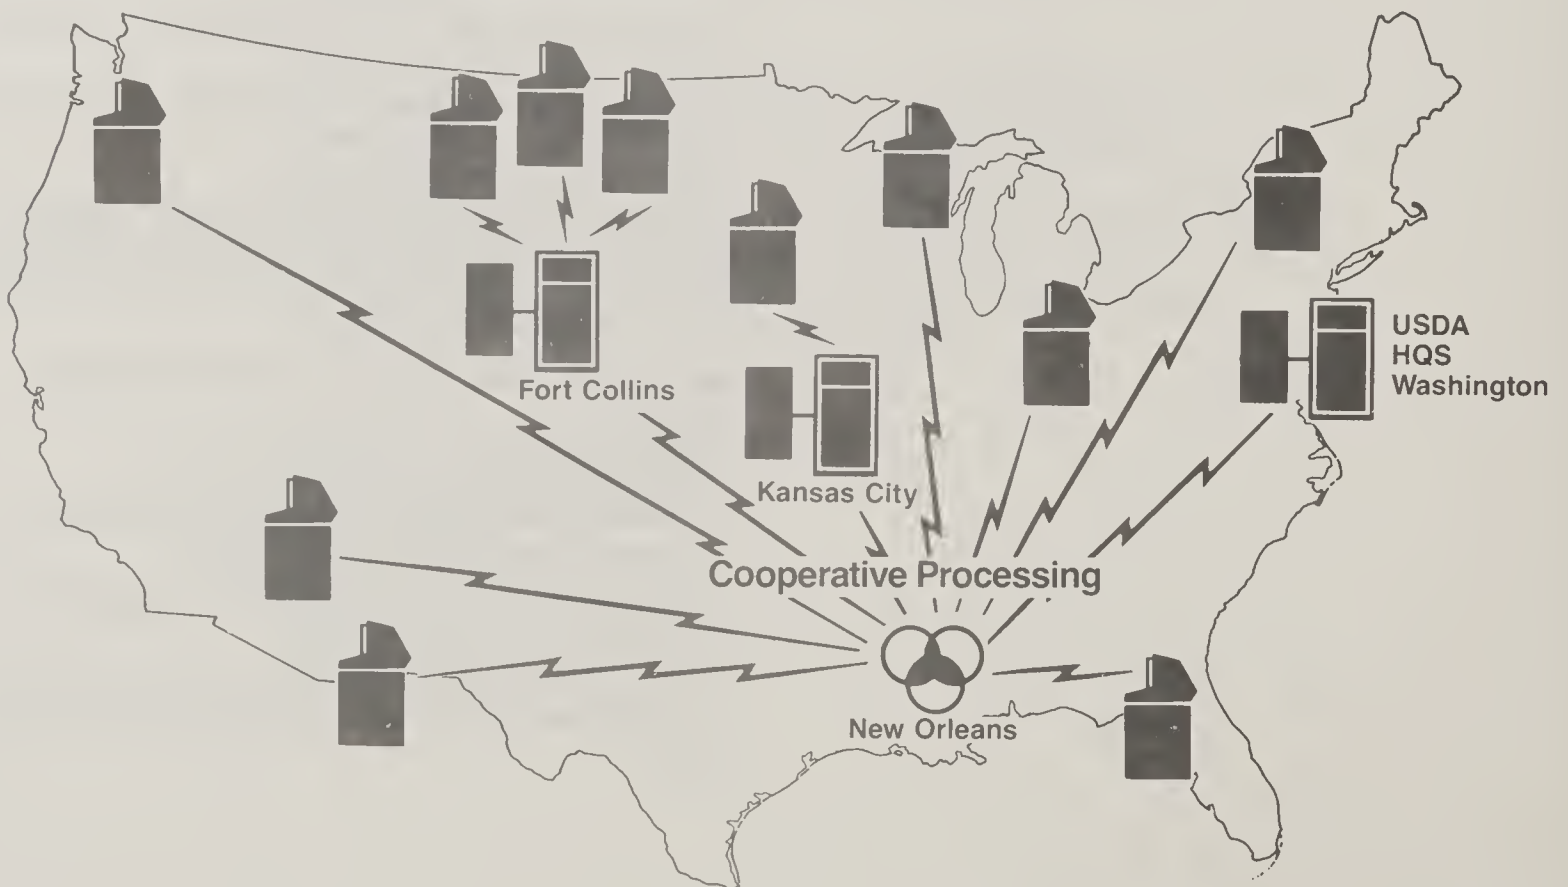 USDA
HQS
Washington
Fort Collins
Kansas City
Cooperative Processing
New Orleans